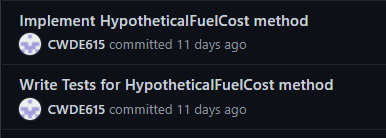 Implement HypotheticalFuelCost method
CWDE615 committed 11 days ago
Write Tests for HypotheticalFuelCost method
CWDE615 committed 11 days ago